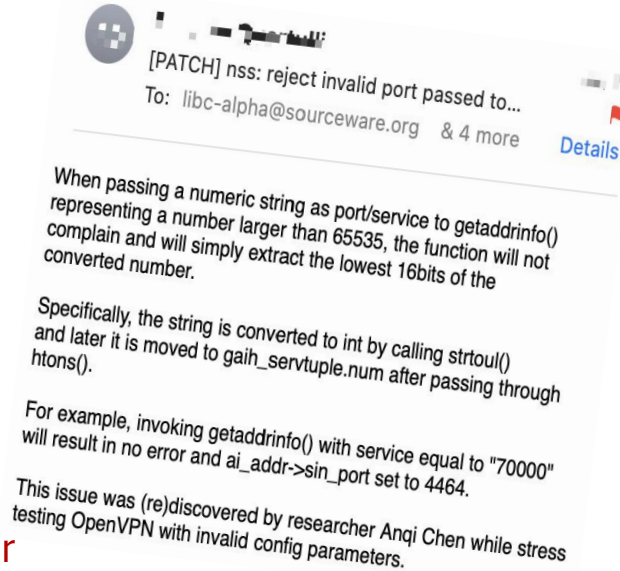 [PATCH] nss: reject invalid port passed to...
To: libc-alpha@sourceware.org & 4 more
Details
When passing a numeric string as port/service to getaddrinfo()
representing a number larger than 65535, the function will not
complain and will simply extract the lowest 16bits of the
converted number.
Specifically, the string is converted to int by calling strtoul()
and later it is moved to gaih_servtuple.num after passing through
htons().
For example, invoking getaddrinfo() with service equal to "70000"
will result in no error and ai_addr->sin_port set to 4464.
This issue was (re)discovered by researcher Anqi Chen while stress
testing OpenVPN with invalid config parameters.
r